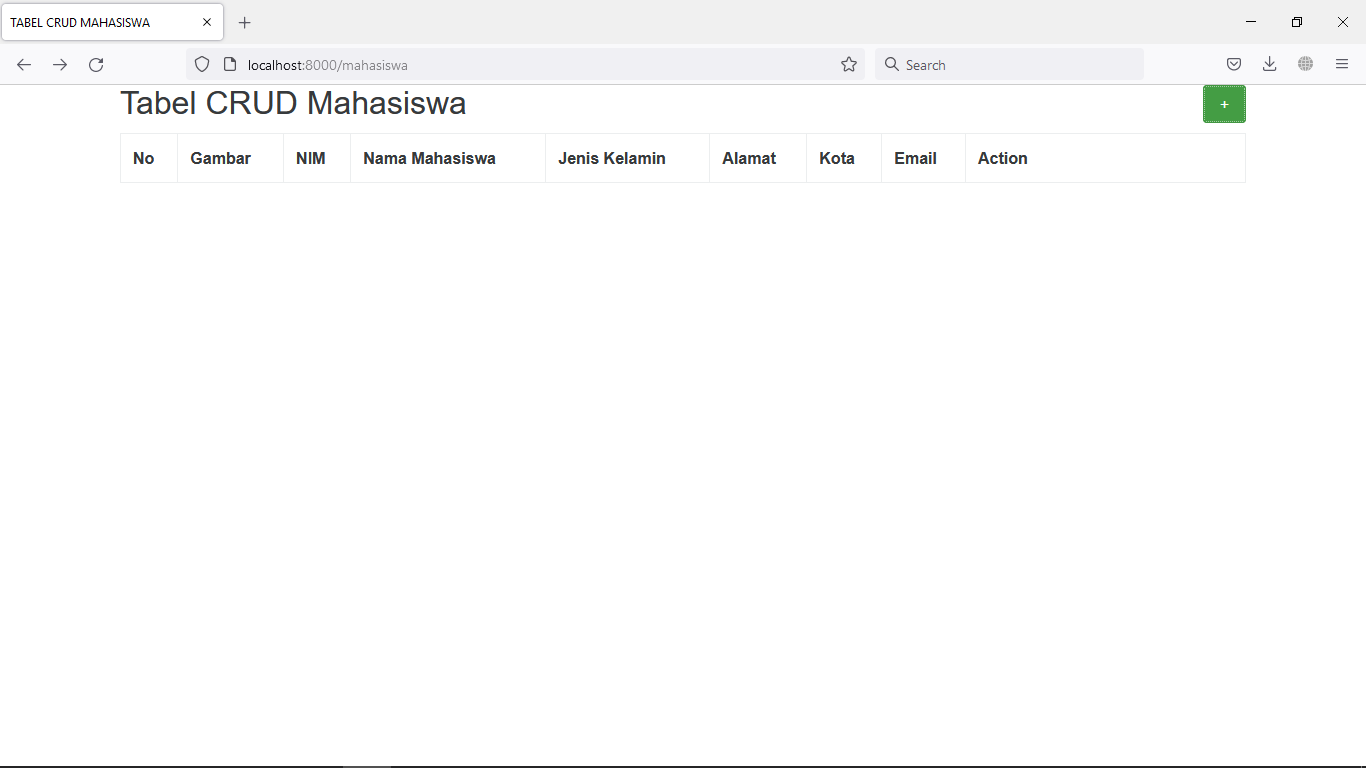 TABEL CRUD MAHASISWA
localhost:8000/mahasiswa
Search
Tabel CRUD Mahasiswa
+
No Gambar NIM Nama Mahasiswa Jenis Kelamin Alamat Kota Email Action